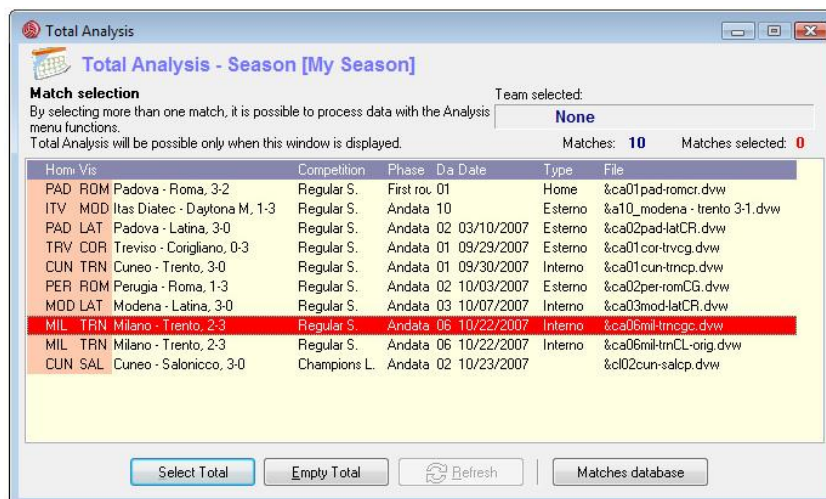 Total Analysis
Total Analysis - Season [My Season]
Match selection
Team selected:
By selecting more than one match, it is possible to process data with the Analysis menu functions.
None
Total Analysis will be possible only when this window is displayed.
Matches: 10 Matches selected: 0
Hom Vis Competition Phase Da Date Type File
PAD ROM Padova - Roma, 3-2 Regular S. First rou 01 Home &ca01pad-romcr.dvw
ITV MOD Itas Diatec - Daytona M, 1-3 Regular S. Andata 10 Esterno &a10_modena - trento 3-1.dvw
PAD LAT Padova - Latina, 3-0 Regular S. Andata 02 03/10/2007 Esterno &ca02pad-latCR.dvw
TRV COR Treviso - Corigliano, 0-3 Regular S. Andata 01 09/29/2007 Esterno &ca01cor-trvcg.dvw
CUN TRN Cuneo - Trento, 3-0 Regular S. Andata 01 09/30/2007 Interno &ca01cun-trncp.dvw
PER ROM Perugia - Roma, 1-3 Regular S. Andata 02 10/03/2007 Esterno &ca02per-romCG.dvw
MOD LAT Modena - Latina, 3-0 Regular S. Andata 03 10/07/2007 Interno &ca03mod-latCR.dvw
MIL TRN Milano - Trento, 2-3 Regular S. Andata 06 10/22/2007 Interno &ca06mil-trncgc.dvw
MIL TRN Milano - Trento, 2-3 Regular S. Andata 06 10/22/2007 Interno &ca06mil-trnCL-orig.dvw
CUN SAL Cuneo - Salonicco, 3-0 Champions L. Andata 02 10/23/2007 &cl02cun-salcp.dvw
Select Total Empty Total Refresh Matches database